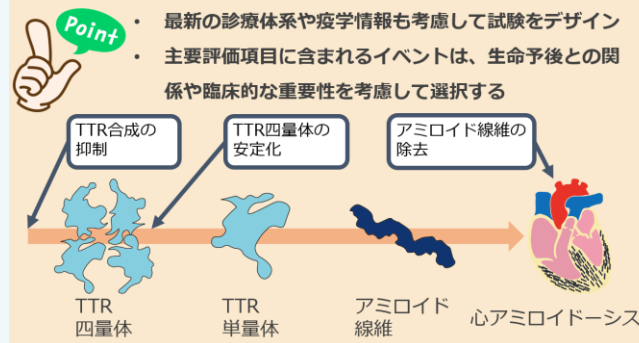 Point
・ 最新の診療体系や疫学情報も考慮して試験をデザイン
・ 主要評価項目に含まれるイベントは、生命予後との関
係や臨床的な重要性を考慮して選択する
TTR合成の
抑制
TTR四量体の
安定化
アミロイド線維の
除去
TTR
四量体
TTR
単量体
アミロイド
線維
心アミロイドーシス